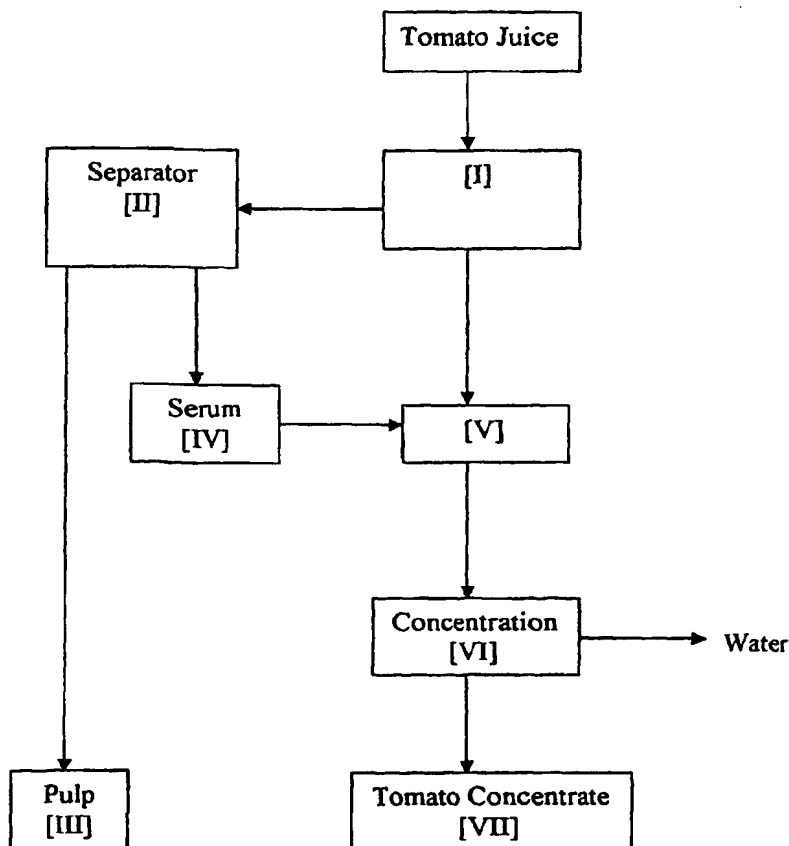 Tomato Juice
Separator
[II]
[I]
Serum
[IV]
[V]
Concentration
[VI]
Water
Pulp
[III]
Tomato Concentrate
[VII]